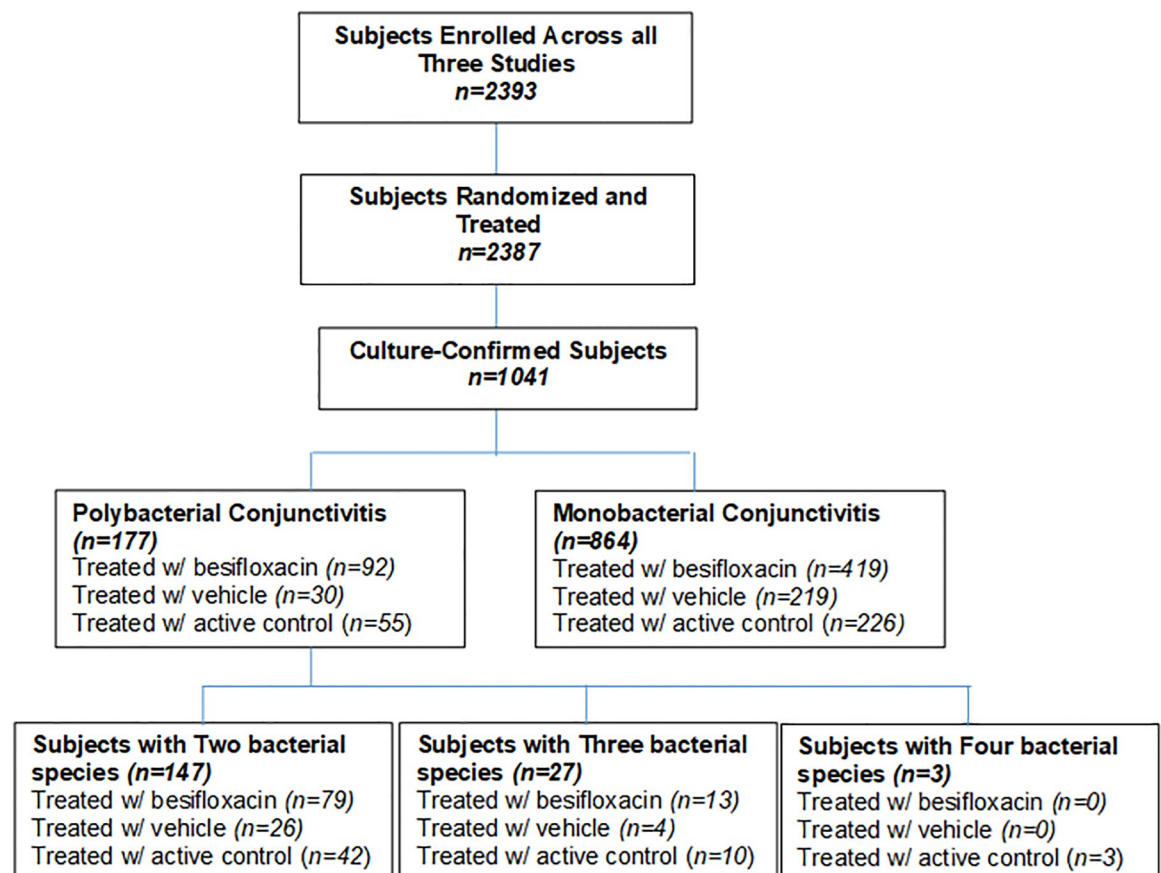 Subjects Enrolled Across all
Three Studies
n=2393
Subjects Randomized and
Treated
n=2387
Culture-Confirmed Subjects
n=1041
Polybacterial Conjunctivitis
(n=177)
Treated w/ besifloxacin (n=92)
Treated w/ vehicle (n=30)
Treated w/ active control (n=55)
Monobacterial Conjunctivitis
(n=864)
Treated w/ besifloxacin (n=419)
Treated w/ vehicle (n=219)
Treated w/ active control (n=226)
Subjects with Two bacterial
species (n=147)
Treated w/ besifloxacin (n=79)
Treated w/ vehicle (n=26)
Treated w/ active control (n=42)
Subjects with Three bacterial
species (n=27)
Treated w/ besifloxacin (n=13)
Treated w/ vehicle (n=4)
Treated w/ active control (n=10)
Subjects with Four bacterial
species (n=3)
Treated w/ besifloxacin (n=0)
Treated w/ vehicle (n=0)
Treated w/ active control (n=3)